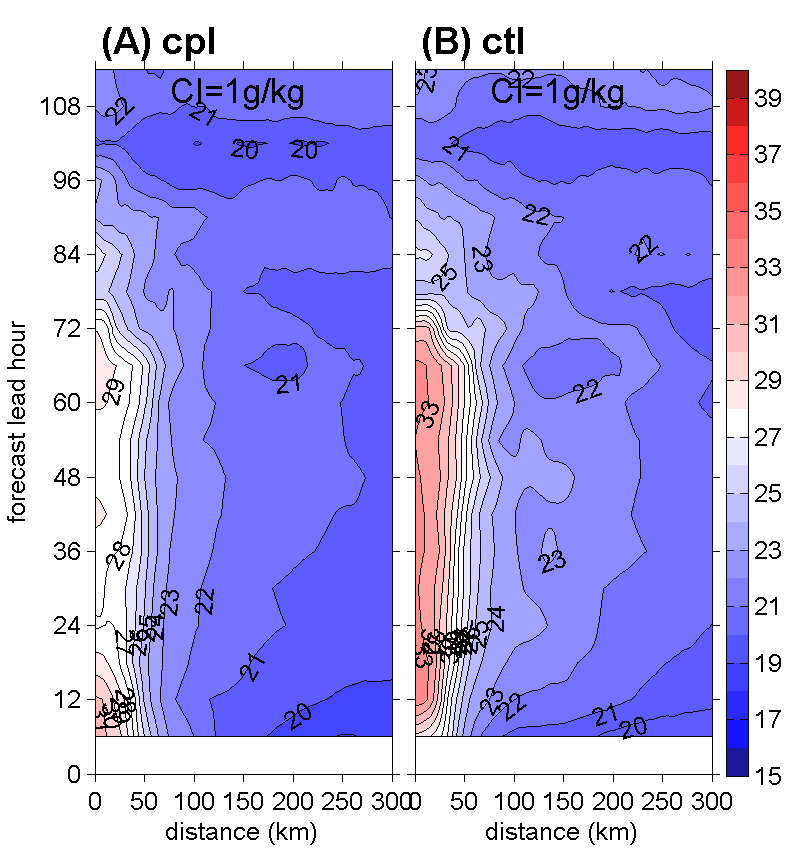 (A) cpl (B) ctl
CI=1g/kg CI=1g/kg
22 21 22
20 20 21
22
22
23
25
21 29 22 33
28 23
23 22 24
21
20 23 22 21 20
108
96
84
72
60
48
36
24
12
0
forecast lead hour
39
37
35
33
31
29
27
25
23
21
19
17
15
0 50 100 150 200 250 300 0 50 100 150 200 250 300
distance (km) distance (km)